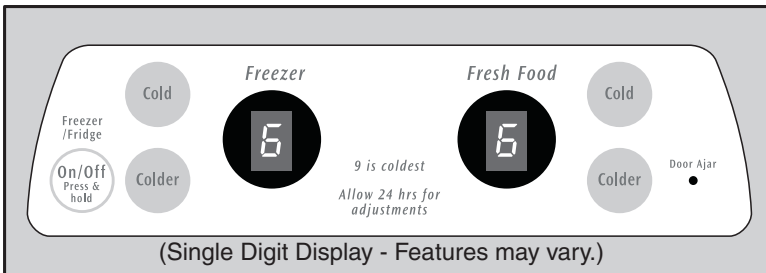 Freezer
Fresh Food
Cold
Cold
Freezer
/Fridge
6
6
On/Off
Press &
hold
Colder
9 is coldest
Allow 24 hrs for
adjustments
Colder
Door Ajar
(Single Digit Display - Features may vary.)